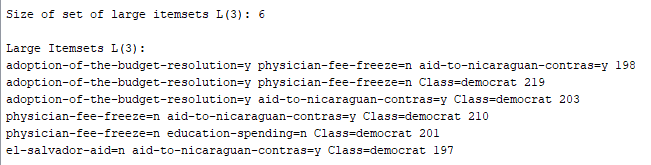 Size of set of large itemsets L(3): 6
Large Itemsets L(3):
adoption-of-the-budget-resolution=y physician-fee-freeze=n aid-to-nicaraguan-contras=y 198
adoption-of-the-budget-resolution=y physician-fee-freeze=n Class=democrat 219
adoption-of-the-budget-resolution=y aid-to-nicaraguan-contras=y Class=democrat 203
physician-fee-freeze=n aid-to-nicaraguan-contras=y Class=democrat 210
physician-fee-freeze=n education-spending=n Class=democrat 201
el-salvador-aid=n aid-to-nicaraguan-contras=y Class=democrat 197